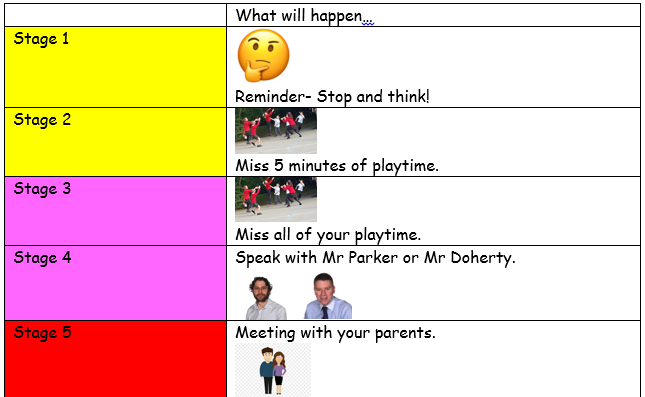 What will happen...
Stage 1
Reminder- Stop and think!
Stage 2
Miss 5 minutes of playtime.
Stage 3
Miss all of your playtime.
Stage 4
Speak with Mr Parker or Mr Doherty.
Stage 5
Meeting with your parents.